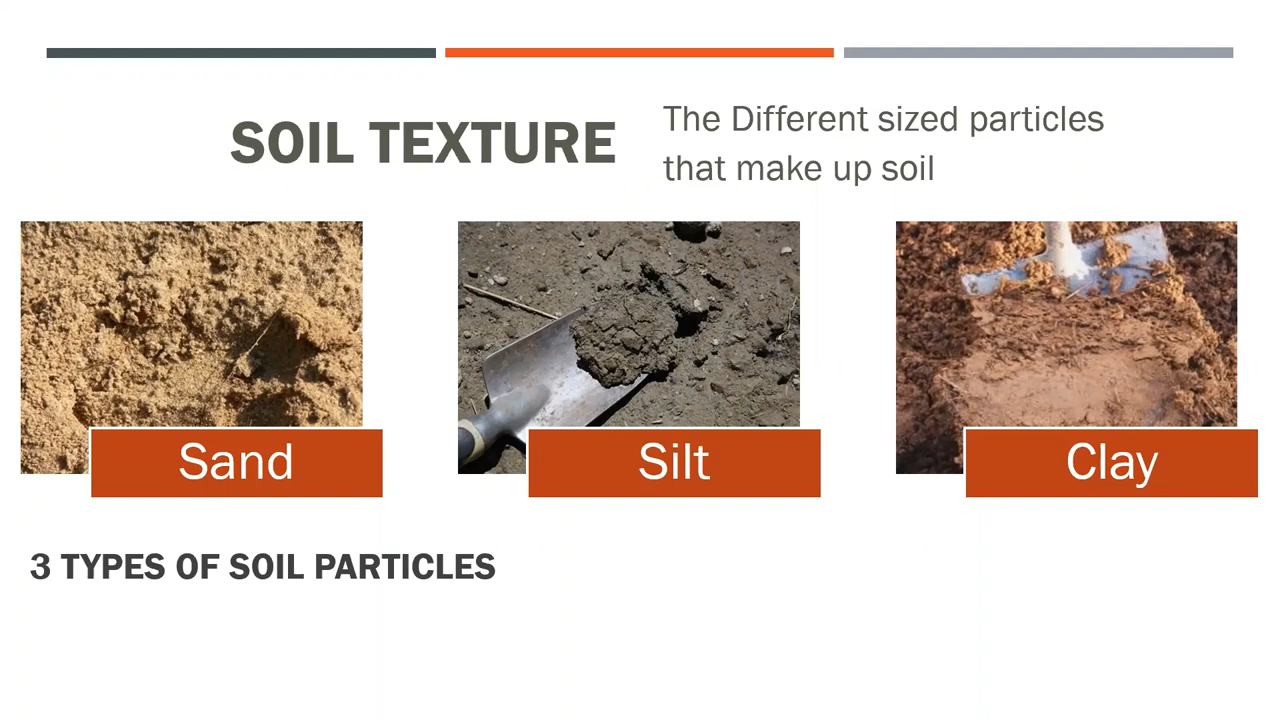 SOIL TEXTURE
The Different sized particles
that make up soil
Sand
Silt
Clay
3 TYPES OF SOIL PARTICLES